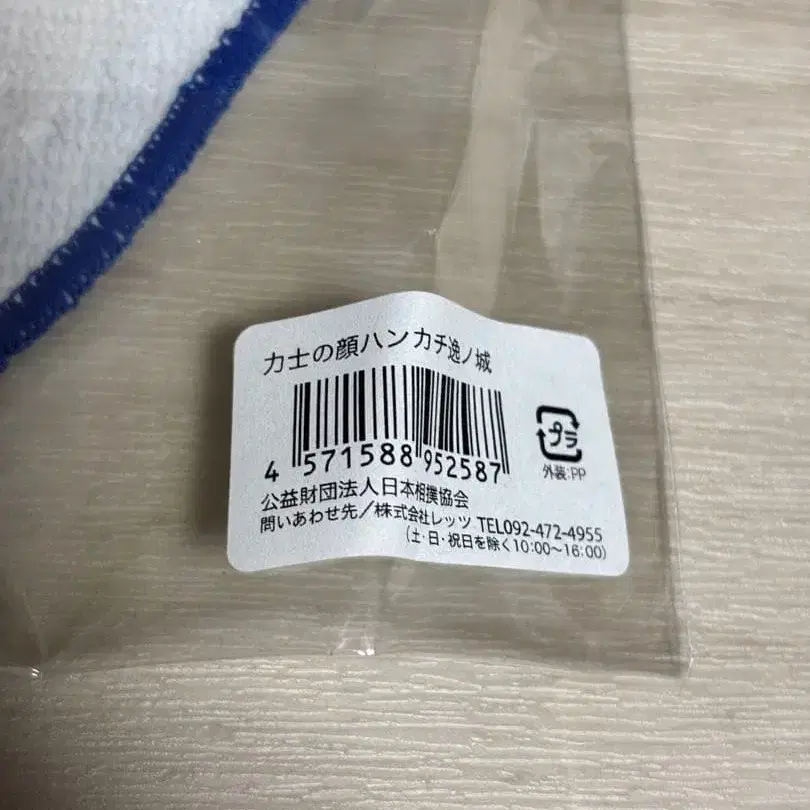 力士の顔ハンカチ逸ノ城
4 571588 952587
プラ
外装:PP
公益財団法人日本相撲協会
問いあわせ先／株式会社レッツ TEL092-472-4955
(土・日・祝日を除く10:00～16:00)